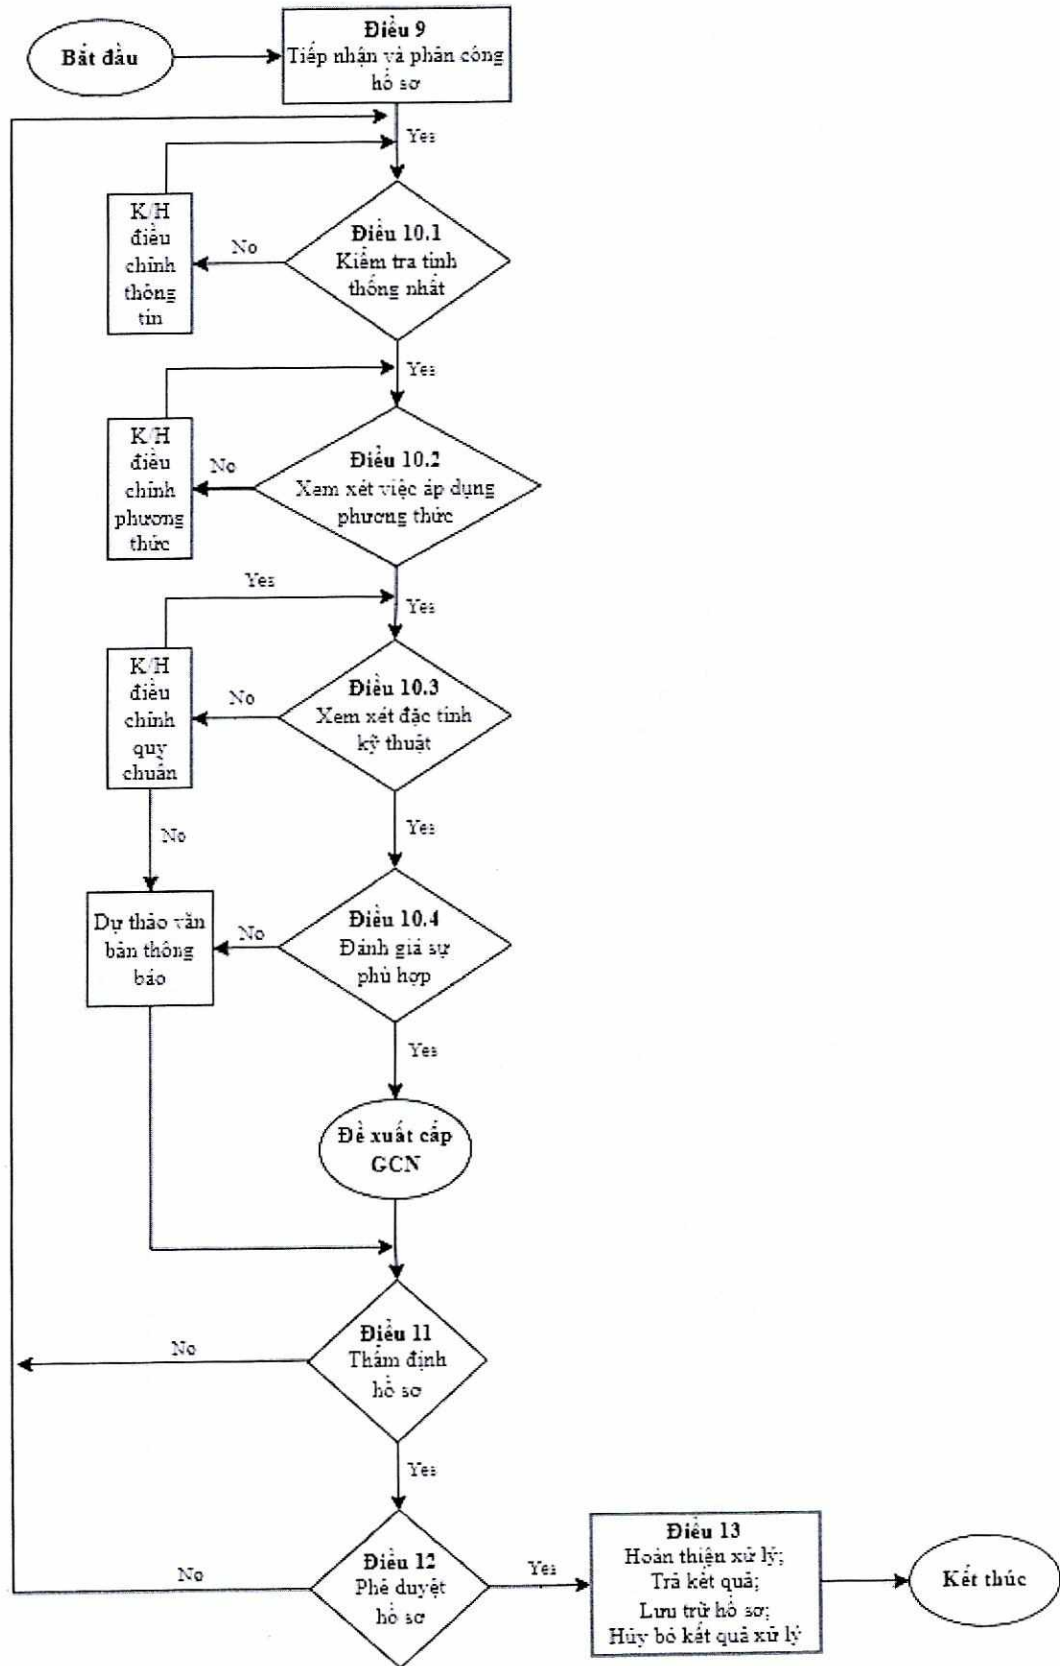 Bắt đầu
Điều 9
Tiếp nhận và phân công
hồ sơ
Yes
K/H
điều
chỉnh
thông
tin
No
Điều 10.1
Kiểm tra tính
thống nhất
Yes
K/H
điều
chỉnh
phương
thức
No
Điều 10.2
Xem xét việc áp dụng
phương thức
Yes
Yes
K/H
điều
chỉnh
quy
chuẩn
No
Điều 10.3
Xem xét đặc tính
kỹ thuật
No
Yes
Dự thảo văn
bản thông
báo
No
Điều 10.4
Đánh giá sự
phù hợp
Yes
Đề xuất cấp
GCN
No
Điều 11
Thẩm định
hồ sơ
Yes
No
Điều 12
Phê duyệt
hồ sơ
Yes
Điều 13
Hoàn thiện xử lý;
Trả kết quả;
Lưu trữ hồ sơ;
Hủy bỏ kết quả xử lý
Kết thúc